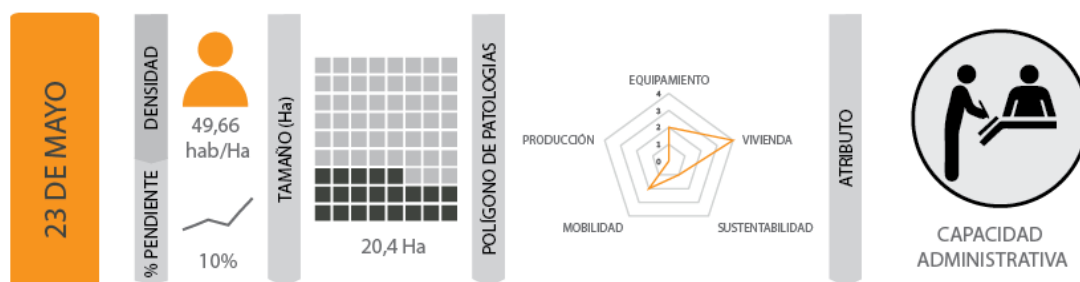 23 DE MAYO
DENSIDAD
% PENDIENTE
49,66
hab/Ha
10%
TAMAÑO (Ha)
20,4 Ha
POLÍGONO DE PATOLOGIAS
EQUIPAMIENTO
4
3
2
1
0
PRODUCCIÓN
VIVIENDA
MOBILIDAD
SUSTENTABILIDAD
ATRIBUTO
CAPACIDAD
ADMINISTRATIVA